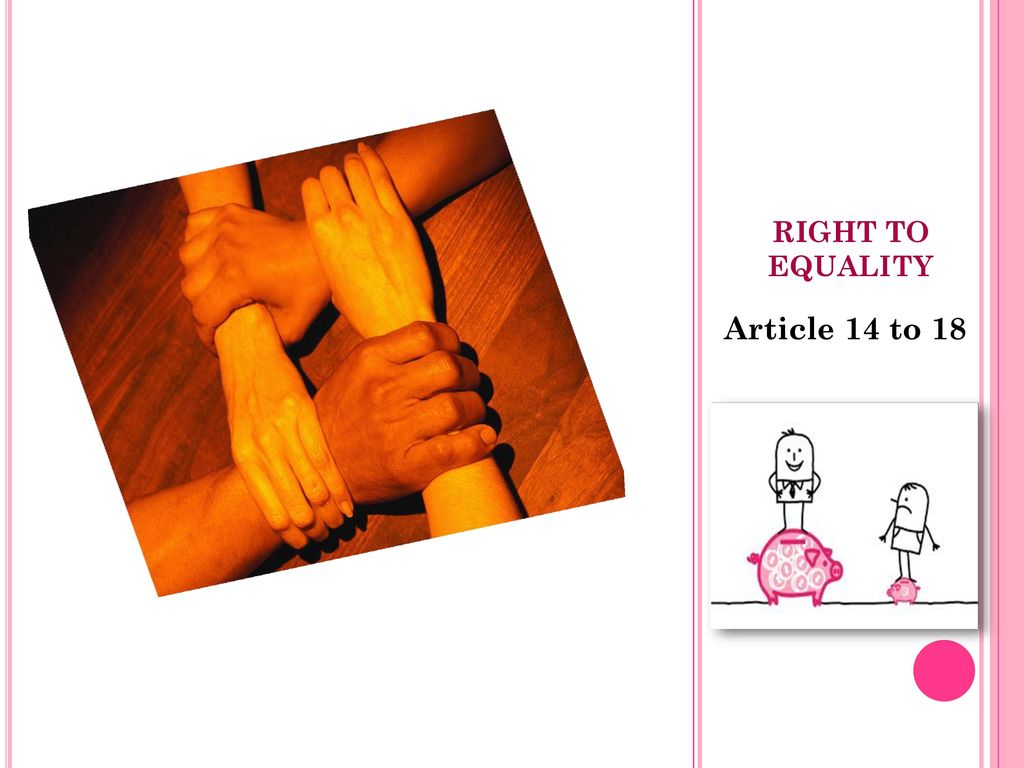 RIGHT TO
EQUALITY
Article 14 to 18